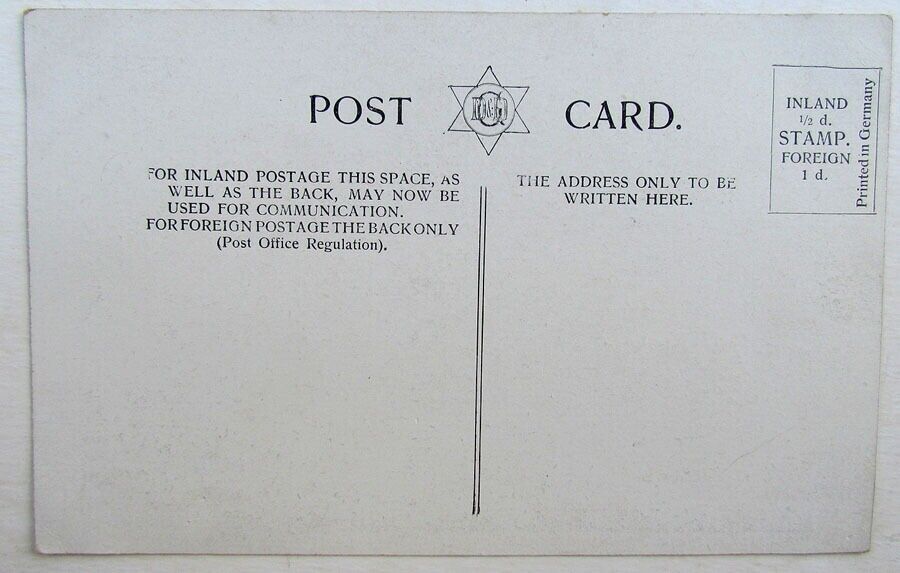 POST CARD.
INLAND
1/2 d.
STAMP.
FOREIGN
1 d.
Printed in Germany
FOR INLAND POSTAGE THIS SPACE, AS
WELL AS THE BACK, MAY NOW BE
USED FOR COMMUNICATION.
FOR FOREIGN POSTAGE THE BACK ONLY
(Post Office Regulation).
THE ADDRESS ONLY TO BE
WRITTEN HERE.